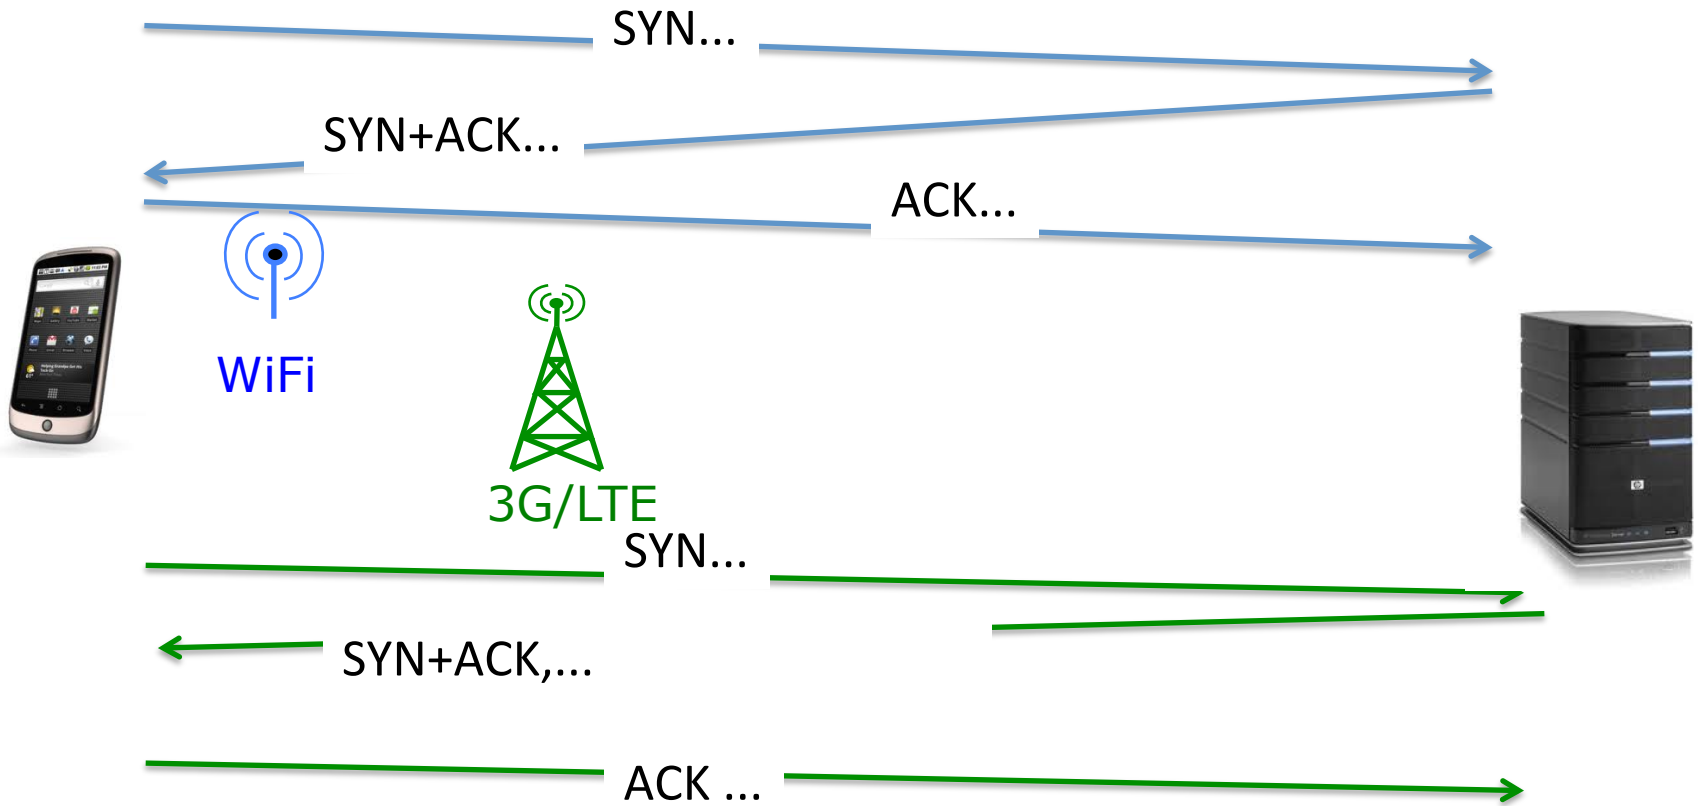 SYN...
SYN+ACK...
ACK...
WiFi
3G/LTE
SYN...
SYN+ACK,...
ACK ...